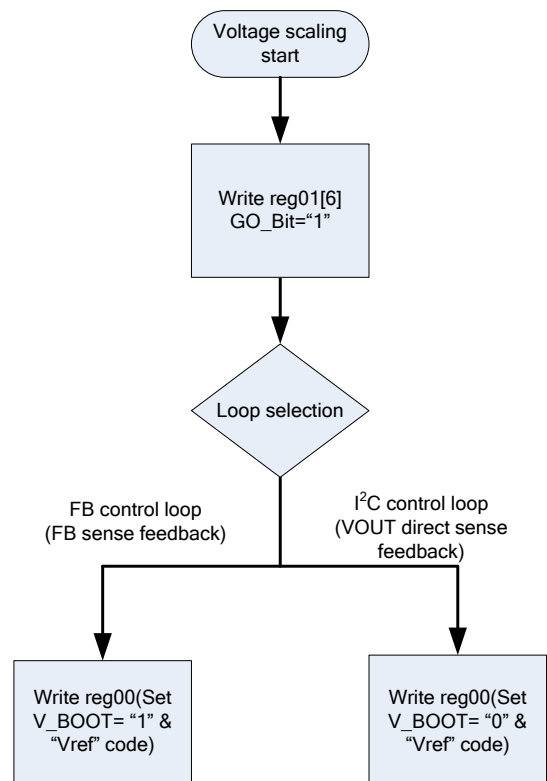 Voltage scaling
start
Write reg01[6]
GO_Bit=“1”
Loop selection
FB control loop
(FB sense feedback)
I²C control loop
(VOUT direct sense
feedback)
Write reg00(Set
V_BOOT= “1” &
“Vref” code)
Write reg00(Set
V_BOOT= “0” &
“Vref” code)